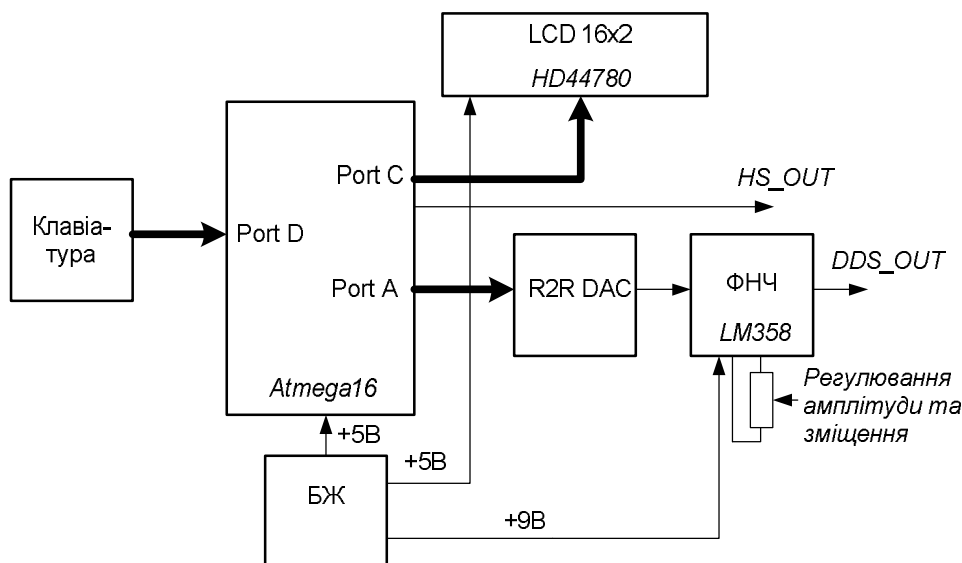 LCD 16x2
HD44780
Port C
HS_OUT
Клавіа-
тура
Port D
DDS_OUT
Port A
R2R DAC
ФНЧ
LM358
Atmega16
Регулювання
амплітуди та
зміщення
+5В
+5В
БЖ
+9В